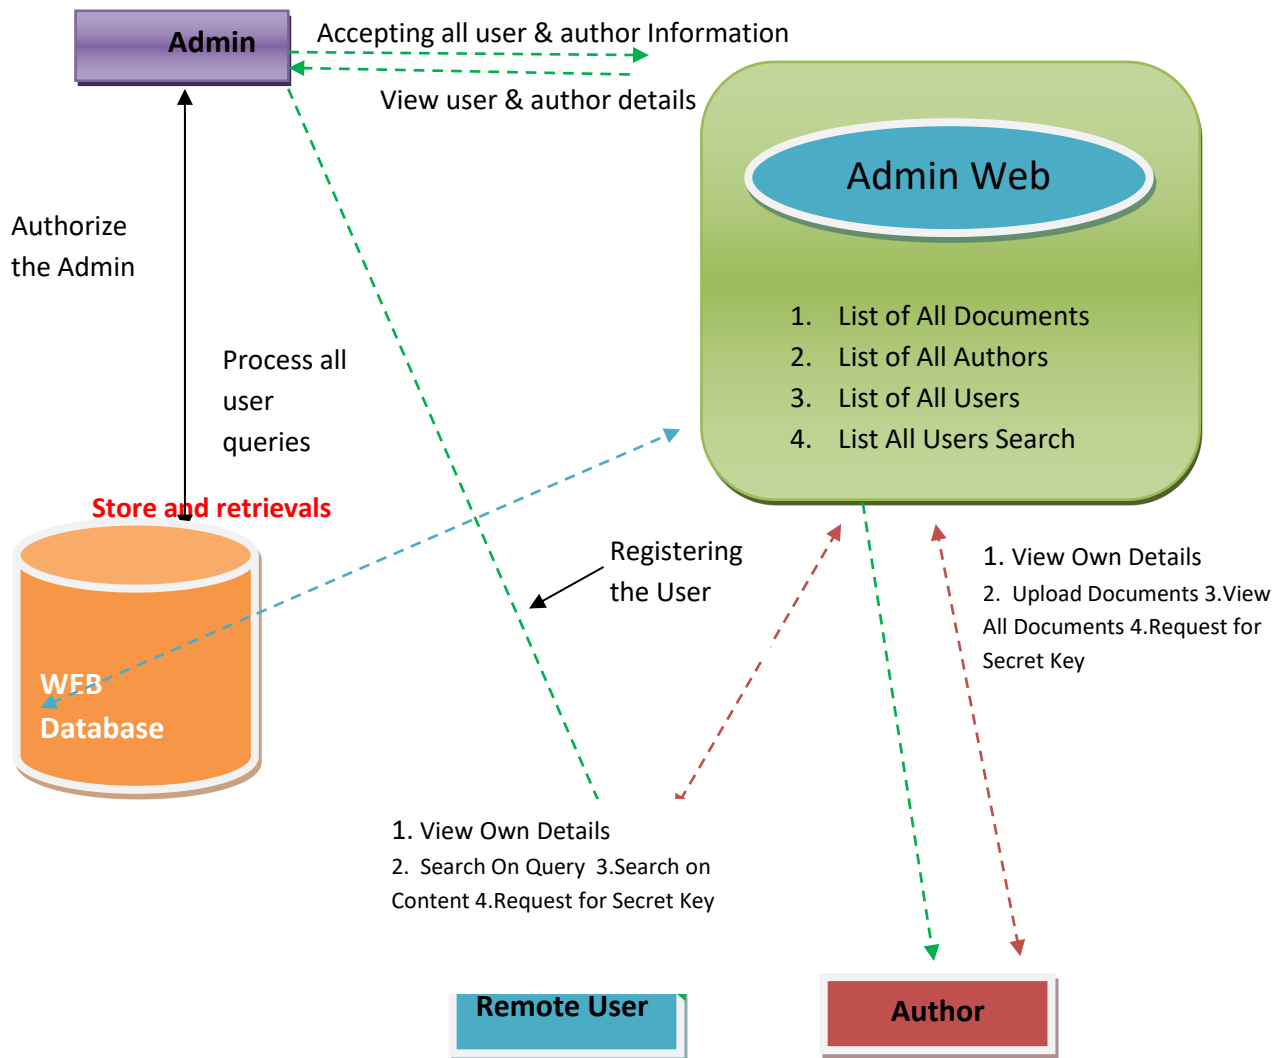 Admin
Accepting all user & author Information
View user & author details
Admin Web
Authorize
the Admin
1. List of All Documents
2. List of All Authors
3. List of All Users
4. List All Users Search
Process all
user
queries
Store and retrievals
Registering
the User
1. View Own Details
2. Upload Documents 3.View
All Documents 4.Request for
Secret Key
WEB
Database
1. View Own Details
2. Search On Query 3.Search on
Content 4.Request for Secret Key
Remote User
Author